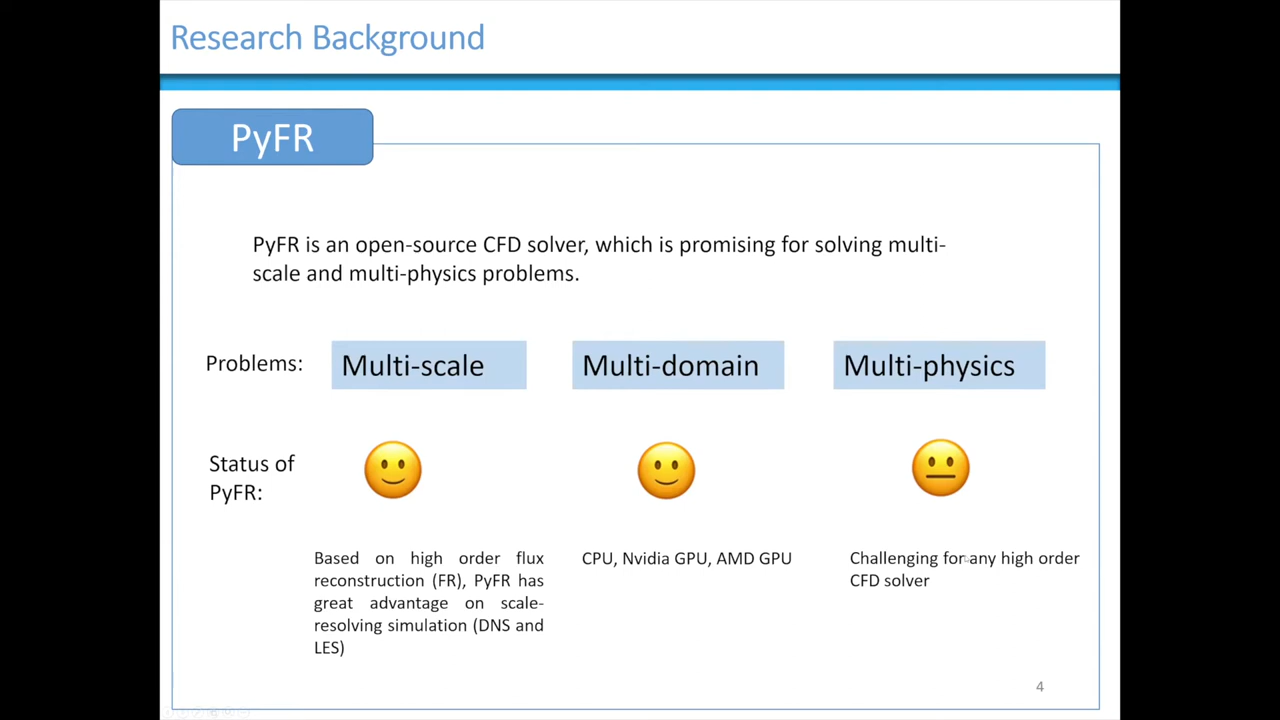 Research Background
PyFR
PyFR is an open-source CFD solver, which is promising for solving multi-
scale and multi-physics problems.
Problems:
Multi-scale
Multi-domain
Multi-physics
Status of
PyFR:
Based on high order flux
reconstruction (FR), PyFR has
great advantage on scale-
resolving simulation (DNS and
LES)
CPU, Nvidia GPU, AMD GPU
Challenging for any high order
CFD solver
4